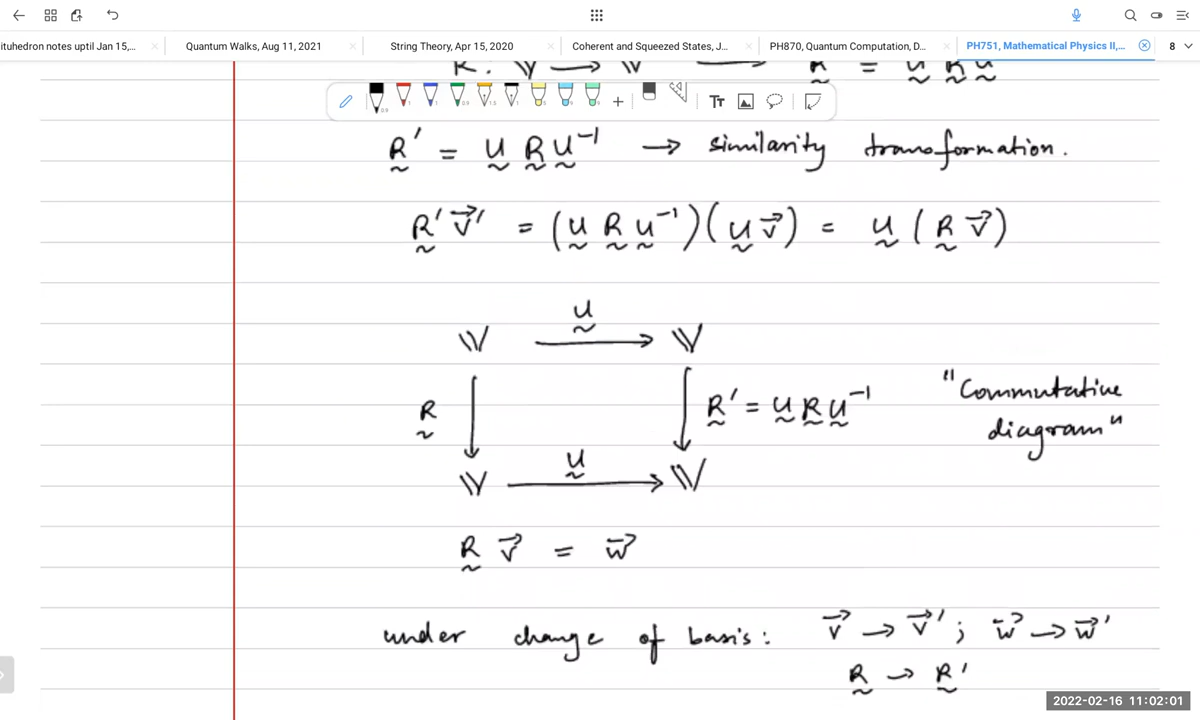 ituhedron notes uptil Jan 15,... Quantum Walks, Aug 11, 2021 String Theory, Apr 15, 2020 Coherent and Squeezed States, J... PH870, Quantum Computation, D... PH751, Mathematical Physics II,... 8
R : 𝕍 → 𝕍 → R = U R U
Tт
R' = U R U⁻¹ → similarity transformation.
R' v⃗' = (U R U⁻¹)(U v⃗) = U (R v⃗)
U
𝕍 → 𝕍
R ↓ ↓ R' = U R U⁻¹ "Commutative
diagram"
U
𝕍 → 𝕍
R v⃗ = w⃗
under change of basis: v⃗ → v⃗' ; w⃗ → w⃗'
R → R'
2022-02-16 11:02:01